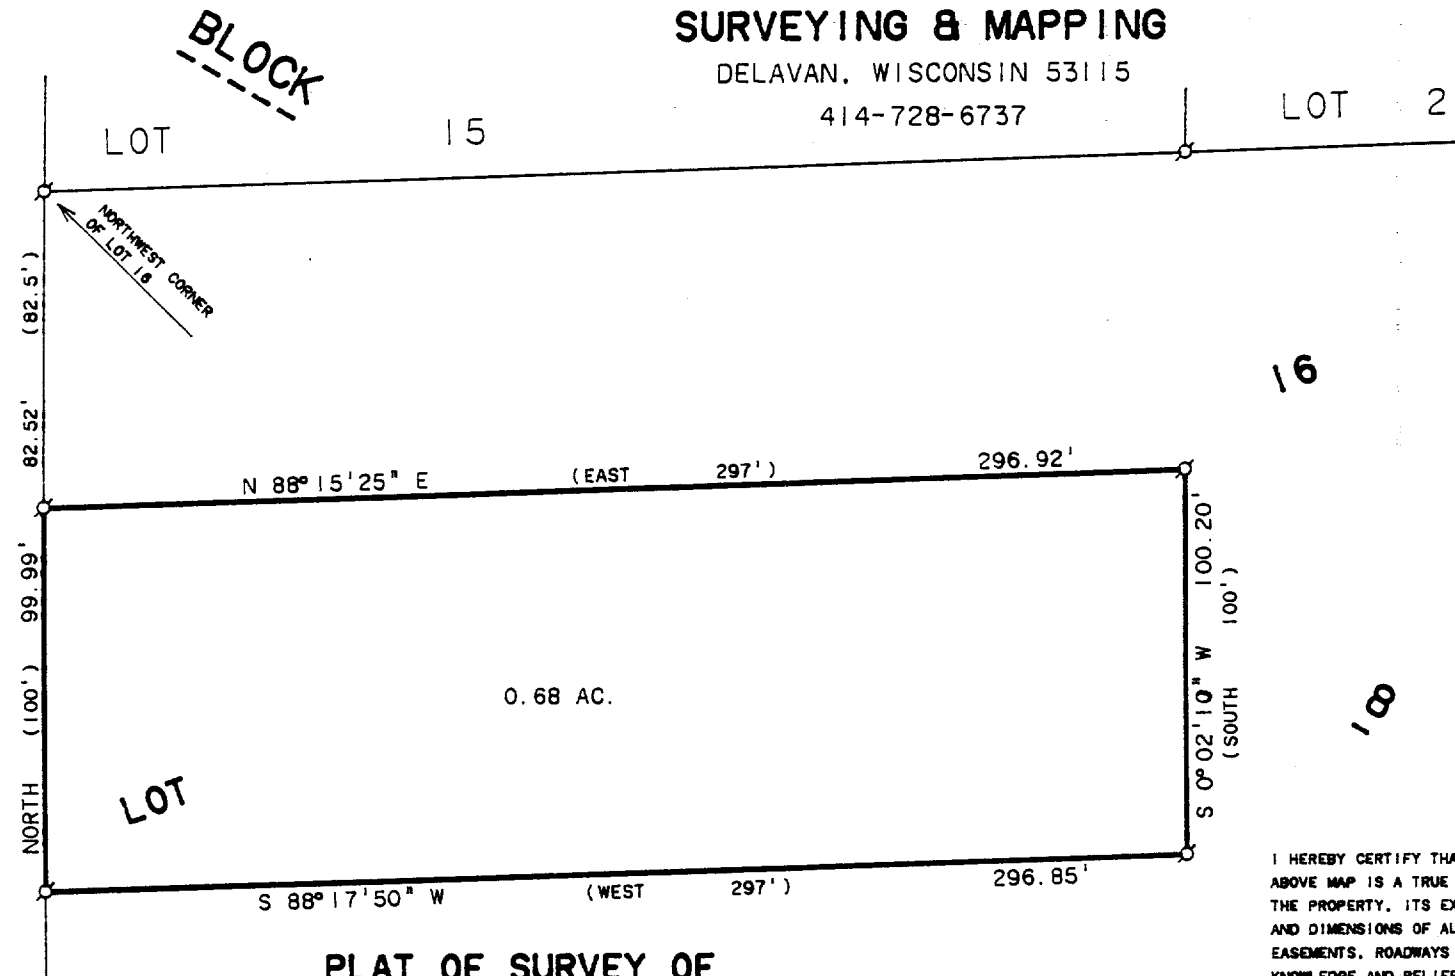 BLOCK
SURVEYING & MAPPING
DELAVAN, WISCONSIN 53115
414-728-6737
LOT 15
LOT 2
NORTHWEST CORNER
OF LOT 16
82.52' (82.5')
16
N 88°15'25" E (EAST 297') 296.92'
NORTH (100') 99.99'
S 0°02'10" W 100.20'
(SOUTH 100')
0.68 AC.
18
LOT
S 88°17'50" W (WEST 297') 296.85'
PLAT OF SURVEY OF
I HEREBY CERTIFY THA
ABOVE MAP IS A TRUE
THE PROPERTY, ITS EX
AND DIMENSIONS OF AL
EASEMENTS, ROADWAYS
KNOWLEDGE AND BELIEF